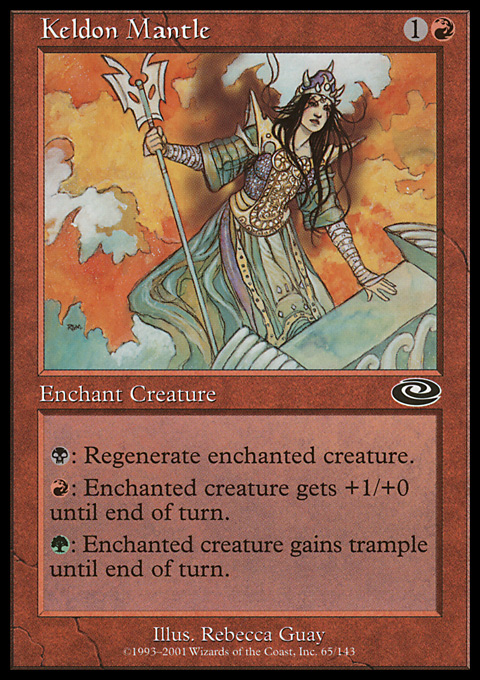 Keldon Mantle 1
Enchant Creature
: Regenerate enchanted creature.
: Enchanted creature gets +1/+0
until end of turn.
: Enchanted creature gains trample
until end of turn.
Illus. Rebecca Guay
©1993–2001 Wizards of the Coast, Inc. 65/143